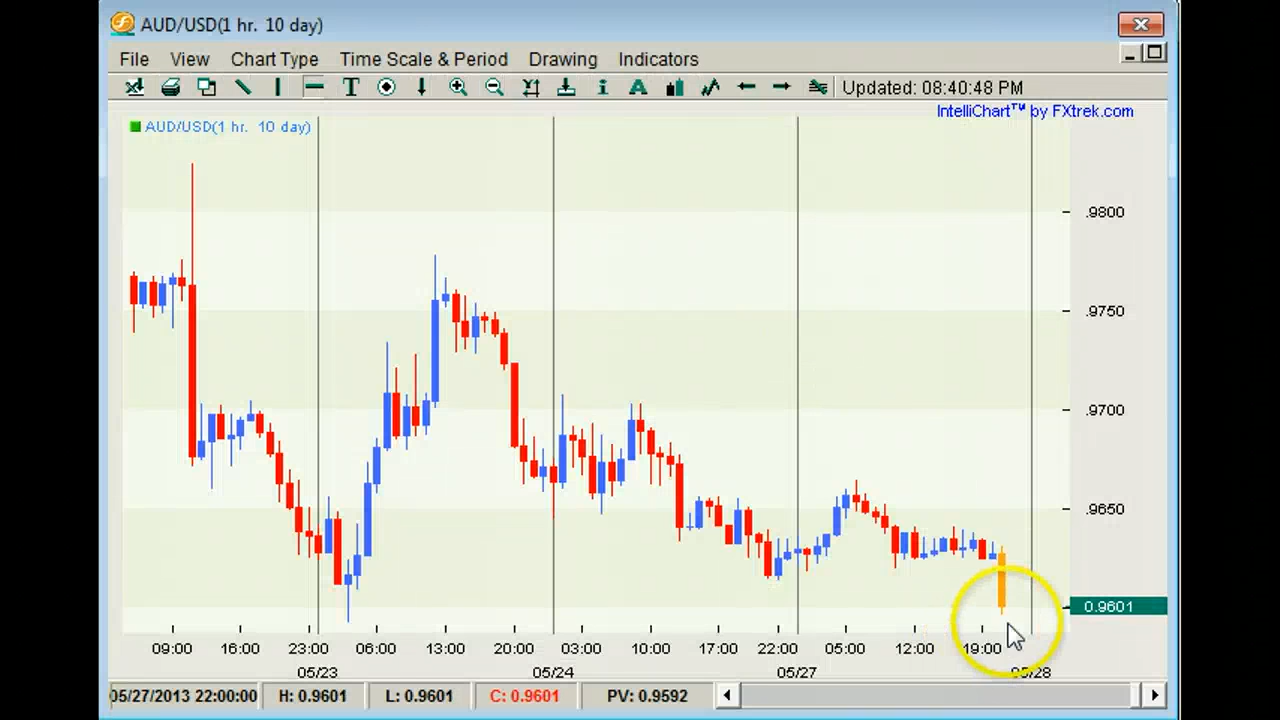 AUD/USD(1 hr. 10 day)
File View Chart Type Time Scale & Period Drawing Indicators
T i A Updated: 08:40:48 PM
IntelliChart™ by FXtrek.com
AUD/USD(1 hr. 10 day)
.9800
.9750
.9700
.9650
0.9601
09:00 16:00 23:00 06:00 13:00 20:00 03:00 10:00 17:00 22:00 05:00 12:00 19:00
05/23 05/24 05/27 05/28
05/27/2013 22:00:00 H: 0.9601 L: 0.9601 C: 0.9601 PV: 0.9592